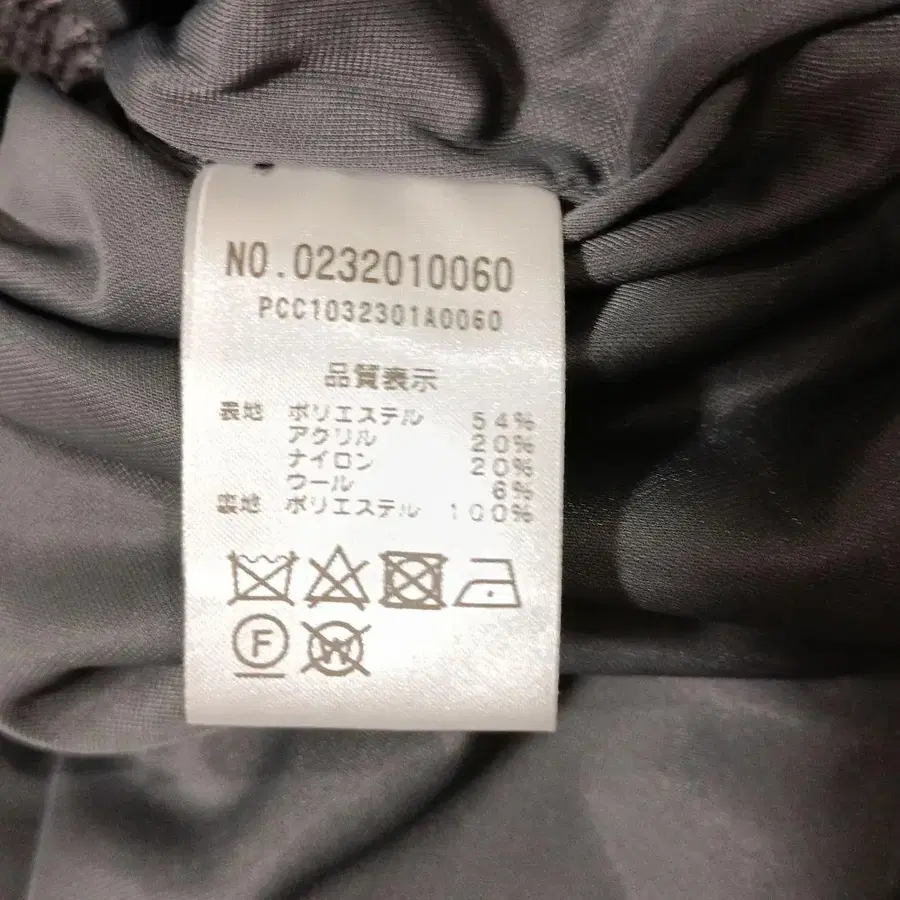 NO.0232010060
PCC1032301A0060
品質表示
表地 ポリエステル 54%
アクリル 20%
ナイロン 20%
ウール 6%
裏地 ポリエステル 100%
F
W